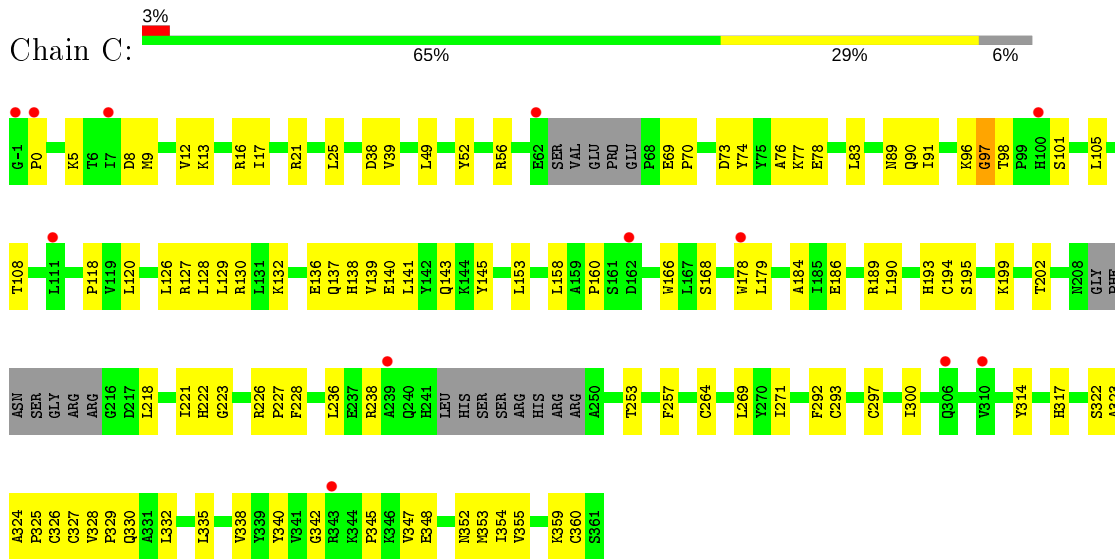 3%
Chain C:
65% 29% 6%
G-1 P0 K5 T6 I7 D8 M9 V12 K13 R16 I17 R21 L25 D38 V39 L49 Y52 R56 E62 SER VAL GLU PRO GLU P68 E69 P70 D73 Y74 Y75 A76 K77 E78 L83 N89 Q90 I91 K96 G97 T98 P99 H100 S101 L105
T108 L111 P118 V119 L120 L126 R127 L128 L129 R130 L131 K132 E136 Q137 H138 V139 E140 L141 Y142 Q143 K144 Y145 L153 L158 A159 P160 S161 D162 W166 L167 S168 W178 L179 A184 I185 E186 R189 L190 H193 C194 S195 K199 T202 N208 GLY PHE
ASN SER GLY ARG ARG G216 D217 L218 I221 H222 G223 R226 P227 F228 L236 E237 R238 A239 Q240 H241 LEU HIS SER SER ARG HIS ARG ARG A250 T253 F257 C264 L269 Y270 I271 F292 C293 C297 I300 Q306 V310 Y314 H317 S322 A323
A324 P325 C326 C327 V328 P329 Q330 A331 L332 L335 V338 Y339 Y340 V341 G342 R343 K344 P345 K346 V347 E348 N352 M353 I354 V355 K359 C360 S361